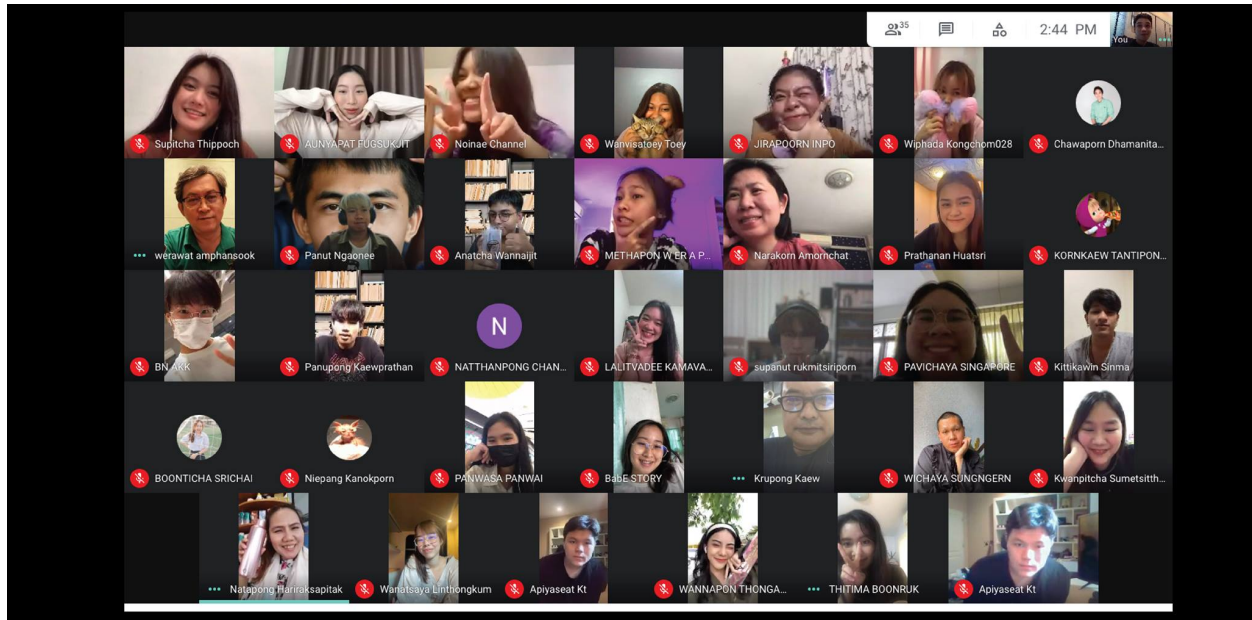 35
2:44 PM
You
Supitcha Thippoch
AUNYAPAT FUGSUKJIT
Noinae Channel
Wanvisatoey Toey
JIRAPOORN INPO
Wiphada Kongchom028
Chawaporn Dhamanita...
werawat amphansook
Panut Ngaonee
Anatcha Wannaijit
METHAPON W ER A P...
Narakorn Amornchat
Prathanan Huatsri
KORNKAEW TANTIPON...
BN AKK
Panupong Kaewprathan
N
NATTHANPONG CHAN...
LALITVADEE KAMAVA...
supanut rukmitsiriporn
PAVICHAYA SINGAPORE
Kittikawin Sinma
BOONTICHA SRICHAI
Niepang Kanokporn
PANWASA PANWAI
BabE STORY
Krupong Kaew
WICHAYA SUNGNGERN
Kwanpitcha Sumetsitth...
Natapong Hariraksapitak
Wanatsaya Linthongkum
Apiyaseat Kt
WANNAPON THONGA...
THITIMA BOONRUK
Apiyaseat Kt